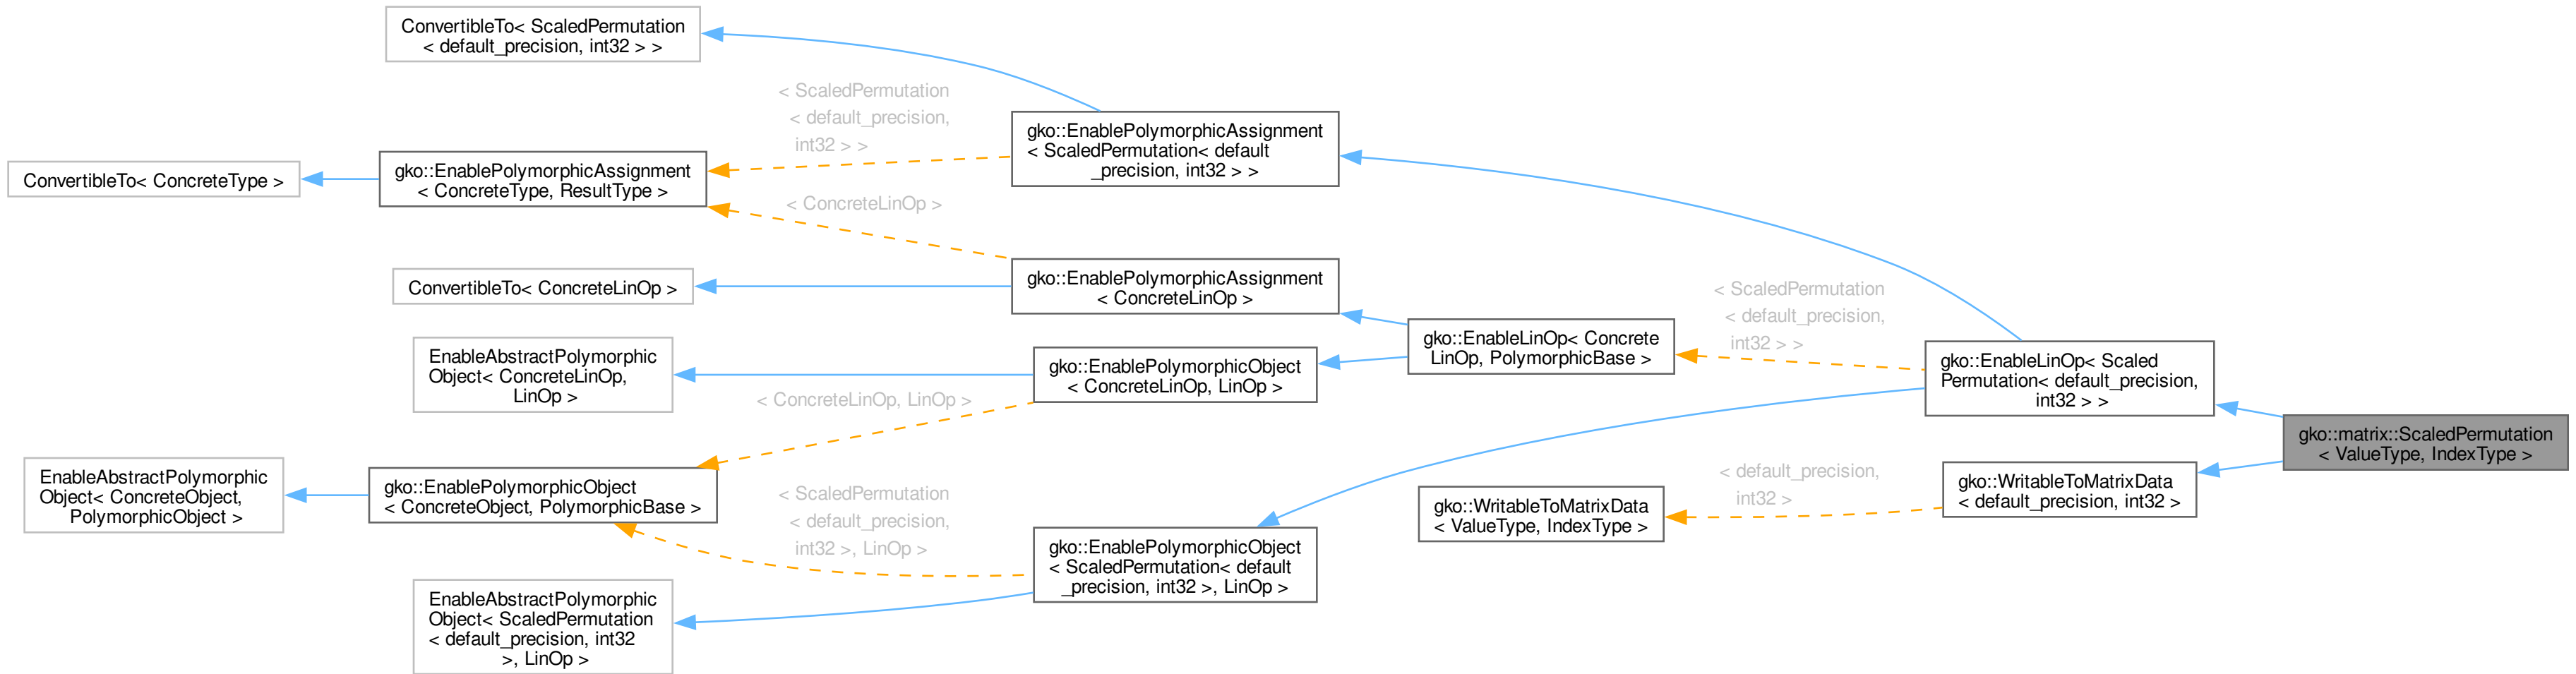 ConvertibleTo< ScaledPermutation
< default_precision, int32 > >
< ScaledPermutation
< default_precision,
int32 > >
gko::EnablePolymorphicAssignment
< ScaledPermutation< default
_precision, int32 > >
ConvertibleTo< ConcreteType >
gko::EnablePolymorphicAssignment
< ConcreteType, ResultType >
< ConcreteLinOp >
ConvertibleTo< ConcreteLinOp >
gko::EnablePolymorphicAssignment
< ConcreteLinOp >
EnableAbstractPolymorphic
Object< ConcreteLinOp,
LinOp >
gko::EnablePolymorphicObject
< ConcreteLinOp, LinOp >
gko::EnableLinOp< Concrete
LinOp, PolymorphicBase >
< ScaledPermutation
< default_precision,
int32 > >
gko::EnableLinOp< Scaled
Permutation< default_precision,
int32 > >
< ConcreteLinOp, LinOp >
EnableAbstractPolymorphic
Object< ConcreteObject,
PolymorphicObject >
gko::EnablePolymorphicObject
< ConcreteObject, PolymorphicBase >
< ScaledPermutation
< default_precision,
int32 >, LinOp >
gko::EnablePolymorphicObject
< ScaledPermutation< default
_precision, int32 >, LinOp >
EnableAbstractPolymorphic
Object< ScaledPermutation
< default_precision, int32
>, LinOp >
gko::WritableToMatrixData
< ValueType, IndexType >
< default_precision,
int32 >
gko::WritableToMatrixData
< default_precision, int32 >
gko::matrix::ScaledPermutation
< ValueType, IndexType >